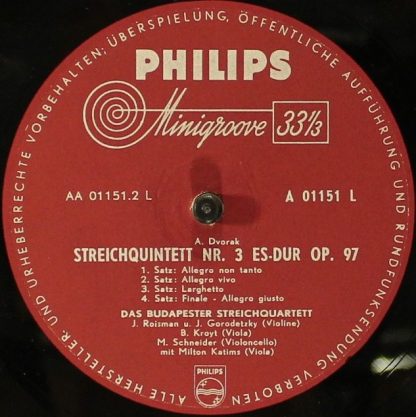 ALLE HERSTELLER- UND URHEBERRECHTE VORBEHALTEN; ÜBERSPIELUNG, ÖFFENTLICHE AUFFÜHRUNG UND RUNDFUNKSENDUNG VERBOTEN
PHILIPS
Minigroove 33⅓
AA 01151.2 L A 01151 L
A. Dvorak
STREICHQUINTETT NR. 3 ES-DUR OP. 97
1. Satz: Allegro non tanto
2. Satz: Allegro vivo
3. Satz: Larghetto
4. Satz: Finale - Allegro giusto
DAS BUDAPESTER STREICHQUARTETT
J. Roisman u. J. Gorodetzky (Violine)
B. Kroyt (Viola)
M. Schneider (Violoncello)
mit Milton Katims (Viola)
PHILIPS